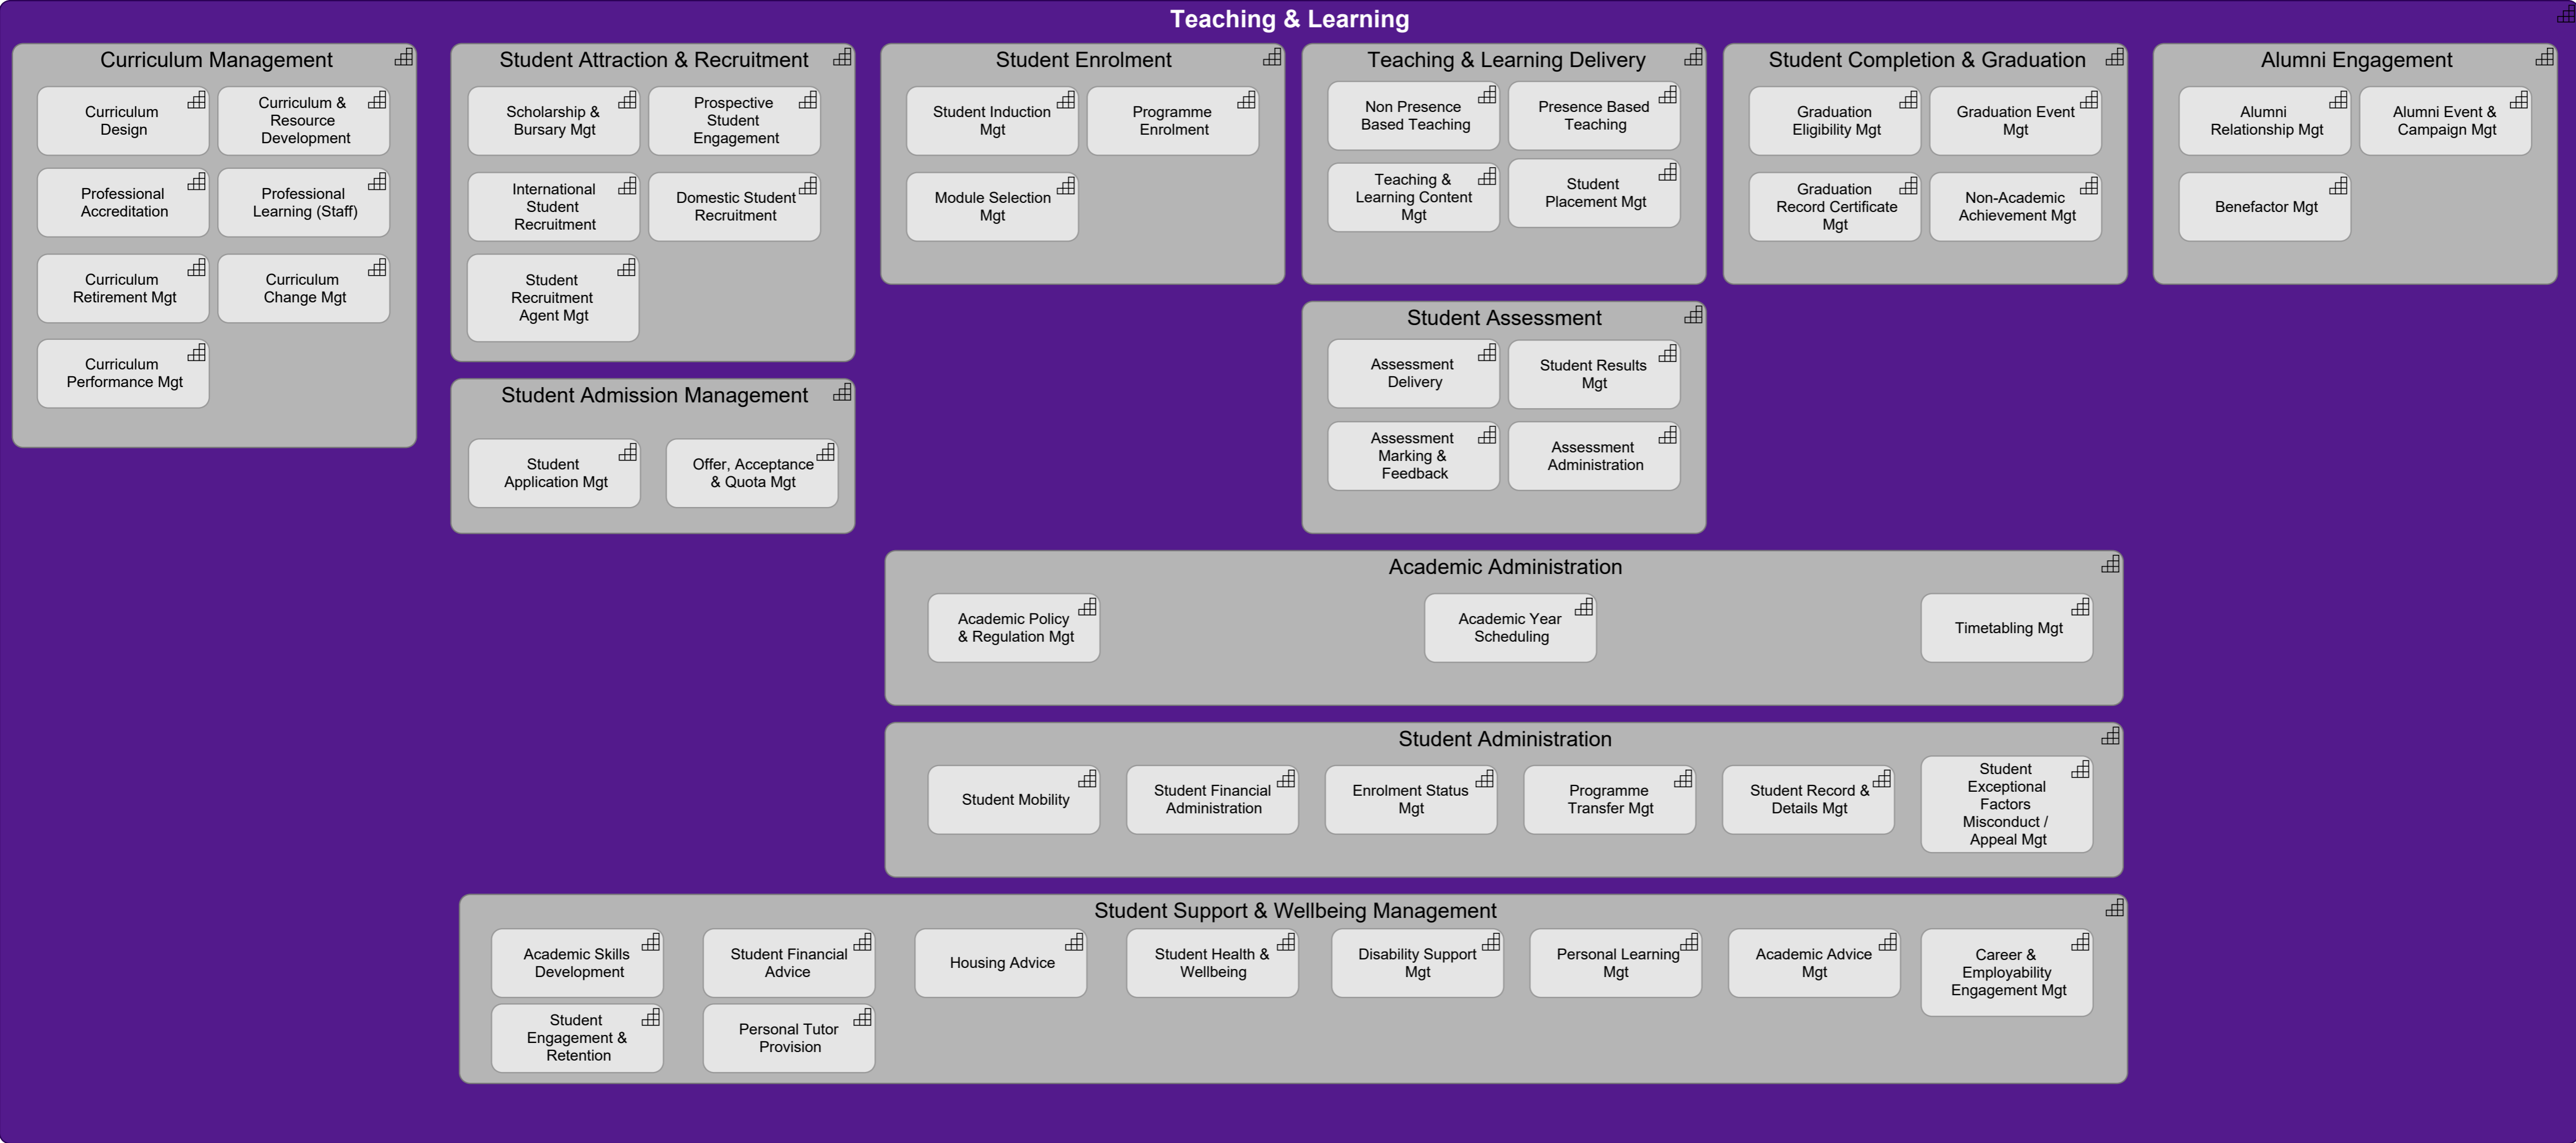 Teaching & Learning
Curriculum Management
Curriculum
Design
Curriculum &
Resource
Development
Professional
Accreditation
Professional
Learning (Staff)
Curriculum
Retirement Mgt
Curriculum
Change Mgt
Curriculum
Performance Mgt
Student Attraction & Recruitment
Scholarship &
Bursary Mgt
Prospective
Student
Engagement
International
Student
Recruitment
Domestic Student
Recruitment
Student
Recruitment
Agent Mgt
Student Admission Management
Student
Application Mgt
Offer, Acceptance
& Quota Mgt
Student Enrolment
Student Induction
Mgt
Programme
Enrolment
Module Selection
Mgt
Teaching & Learning Delivery
Non Presence
Based Teaching
Presence Based
Teaching
Teaching &
Learning Content
Mgt
Student
Placement Mgt
Student Assessment
Assessment
Delivery
Student Results
Mgt
Assessment
Marking &
Feedback
Assessment
Administration
Student Completion & Graduation
Graduation
Eligibility Mgt
Graduation Event
Mgt
Graduation
Record Certificate
Mgt
Non-Academic
Achievement Mgt
Alumni Engagement
Alumni
Relationship Mgt
Alumni Event &
Campaign Mgt
Benefactor Mgt
Academic Administration
Academic Policy
& Regulation Mgt
Academic Year
Scheduling
Timetabling Mgt
Student Administration
Student Mobility
Student Financial
Administration
Enrolment Status
Mgt
Programme
Transfer Mgt
Student Record &
Details Mgt
Student
Exceptional
Factors
Misconduct /
Appeal Mgt
Student Support & Wellbeing Management
Academic Skills
Development
Student Financial
Advice
Housing Advice
Student Health &
Wellbeing
Disability Support
Mgt
Personal Learning
Mgt
Academic Advice
Mgt
Career &
Employability
Engagement Mgt
Student
Engagement &
Retention
Personal Tutor
Provision